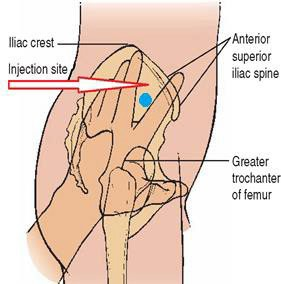 Iliac crest
Injection site
Anterior
superior
iliac spine
Greater
trochanter
of femur